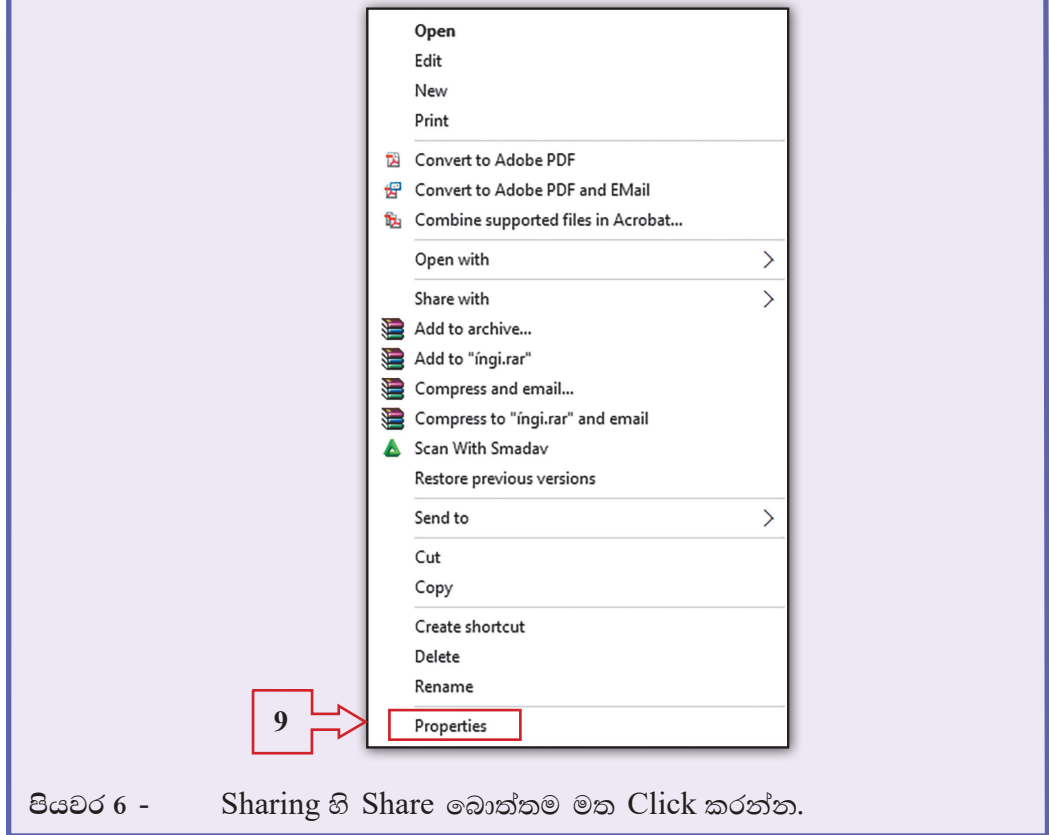 Open
Edit
New
Print
Convert to Adobe PDF
Convert to Adobe PDF and EMail
Combine supported files in Acrobat...
Open with
Share with
Add to archive...
Add to "íngi.rar"
Compress and email...
Compress to "íngi.rar" and email
Scan With Smadav
Restore previous versions
Send to
Cut
Copy
Create shortcut
Delete
Rename
9 Properties
පියවර 6 - Sharing හි Share බොත්තම මත Click කරන්න.